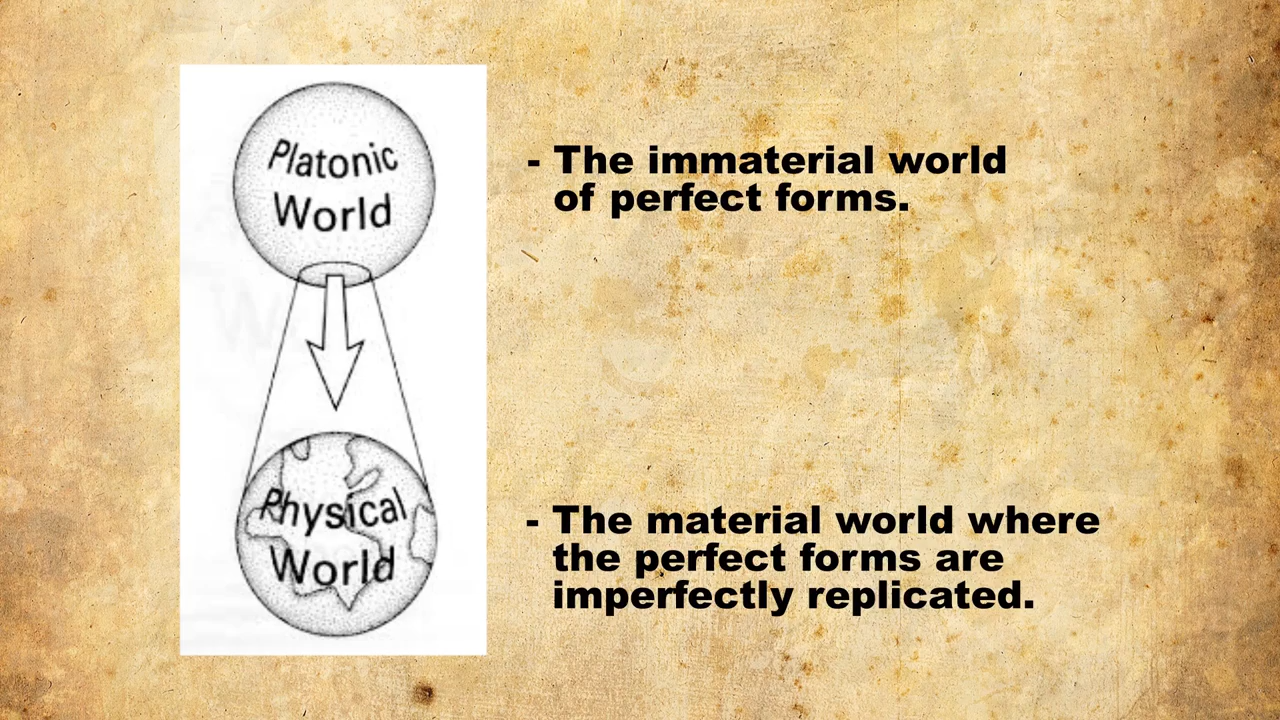 Platonic
World
- The immaterial world
of perfect forms.
Physical
World
- The material world where
the perfect forms are
imperfectly replicated.